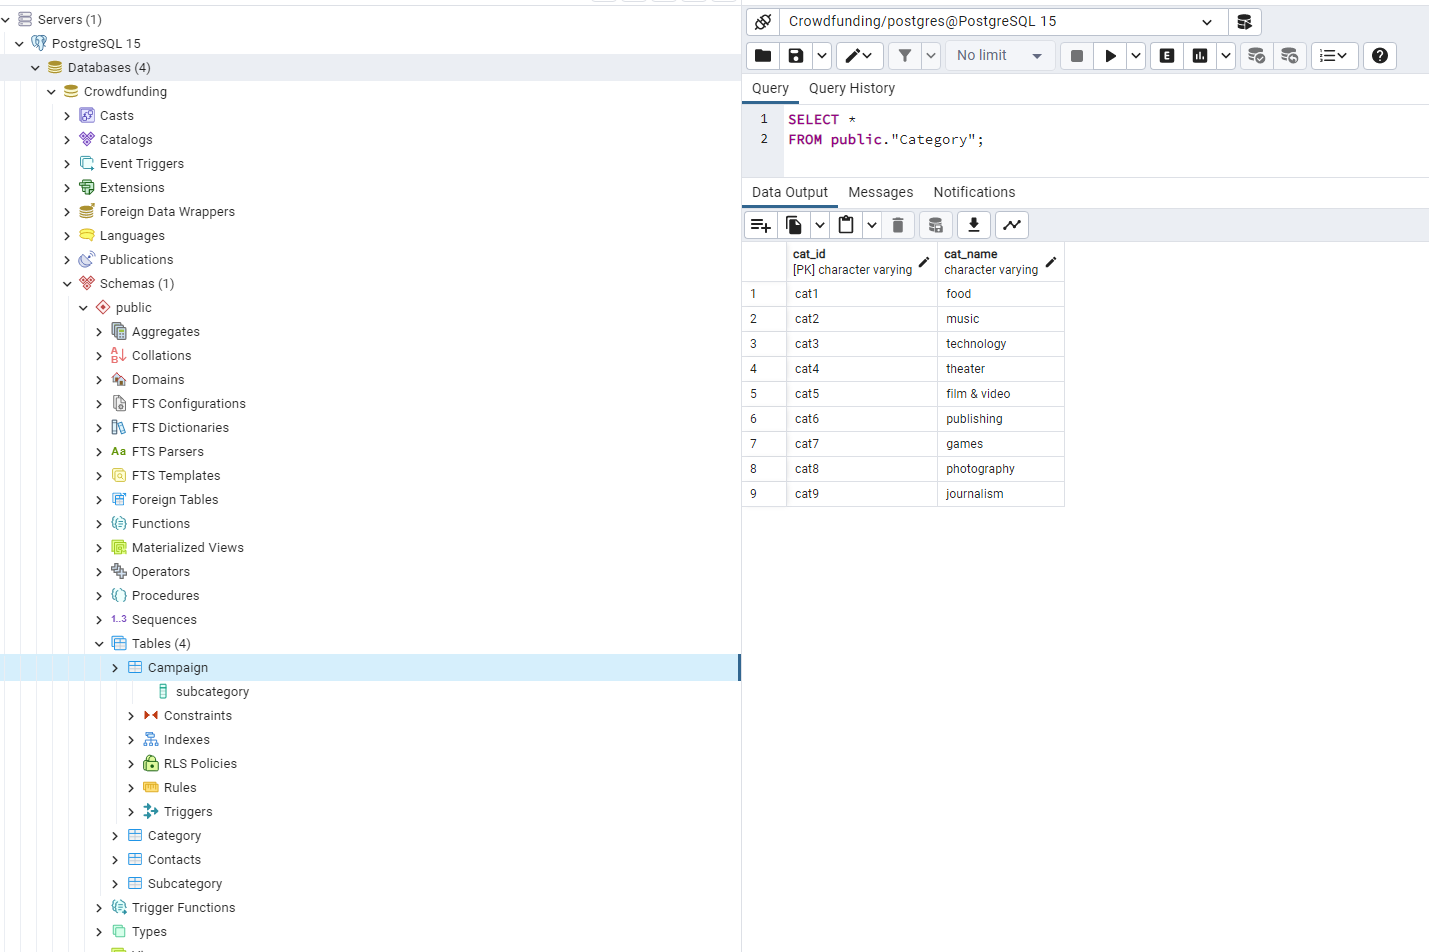 Servers (1)
PostgreSQL 15
Databases (4)
Crowdfunding
Casts
Catalogs
Event Triggers
Extensions
Foreign Data Wrappers
Languages
Publications
Schemas (1)
public
Aggregates
Collations
Domains
FTS Configurations
FTS Dictionaries
Aa FTS Parsers
FTS Templates
Foreign Tables
Functions
Materialized Views
Operators
Procedures
1..3 Sequences
Tables (4)
Campaign
subcategory
Constraints
Indexes
RLS Policies
Rules
Triggers
Category
Contacts
Subcategory
Trigger Functions
Types
Crowdfunding/postgres@PostgreSQL 15
No limit
E
Query Query History
1 SELECT *
2 FROM public."Category";
Data Output Messages Notifications
cat_id cat_name
[PK] character varying character varying
1 cat1 food
2 cat2 music
3 cat3 technology
4 cat4 theater
5 cat5 film & video
6 cat6 publishing
7 cat7 games
8 cat8 photography
9 cat9 journalism